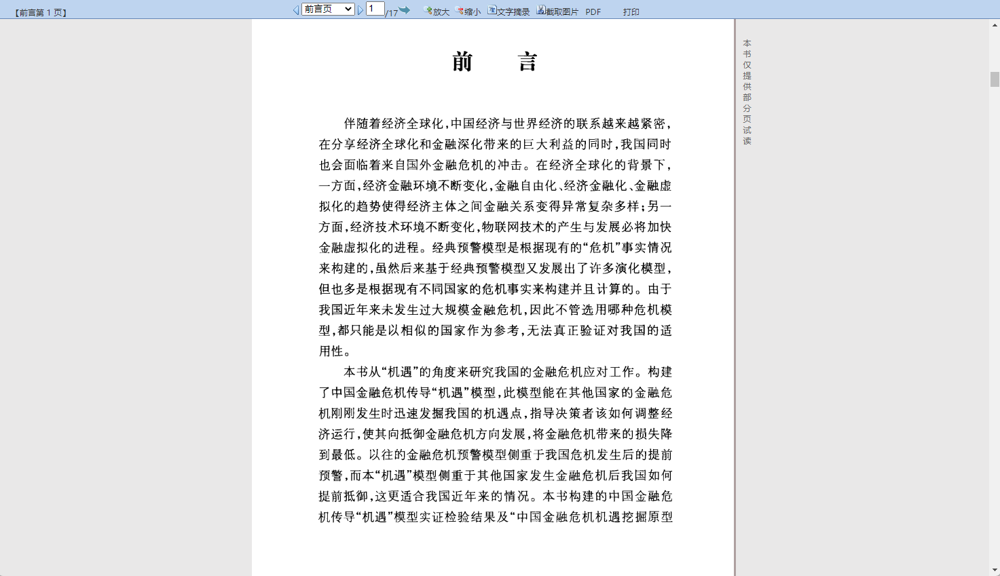 【前言第 1 页】
前言页
1
/17
放大
缩小
文字摘录
截取图片
PDF
打印
前　言
伴随着经济全球化,中国经济与世界经济的联系越来越紧密,
在分享经济全球化和金融深化带来的巨大利益的同时,我国同时
也会面临着来自国外金融危机的冲击。在经济全球化的背景下,
一方面,经济金融环境不断变化,金融自由化、经济金融化、金融虚
拟化的趋势使得经济主体之间金融关系变得异常复杂多样;另一
方面,经济技术环境不断变化,物联网技术的产生与发展必将加快
金融虚拟化的进程。经典预警模型是根据现有的“危机”事实情况
来构建的,虽然后来基于经典预警模型又发展出了许多演化模型,
但也多是根据现有不同国家的危机事实来构建并且计算的。由于
我国近年来未发生过大规模金融危机,因此不管选用哪种危机模
型,都只能是以相似的国家作为参考,无法真正验证对我国的适
用性。
本书从“机遇”的角度来研究我国的金融危机应对工作。构建
了中国金融危机传导“机遇”模型,此模型能在其他国家的金融危
机刚刚发生时迅速发掘我国的机遇点,指导决策者该如何调整经
济运行,使其向抵御金融危机方向发展,将金融危机带来的损失降
到最低。以往的金融危机预警模型侧重于我国危机发生后的提前
预警,而本“机遇”模型侧重于其他国家发生金融危机后我国如何
提前抵御,这更适合我国近年来的情况。本书构建的中国金融危
机传导“机遇”模型实证检验结果及“中国金融危机机遇挖掘原型
本书仅提供部分页试读